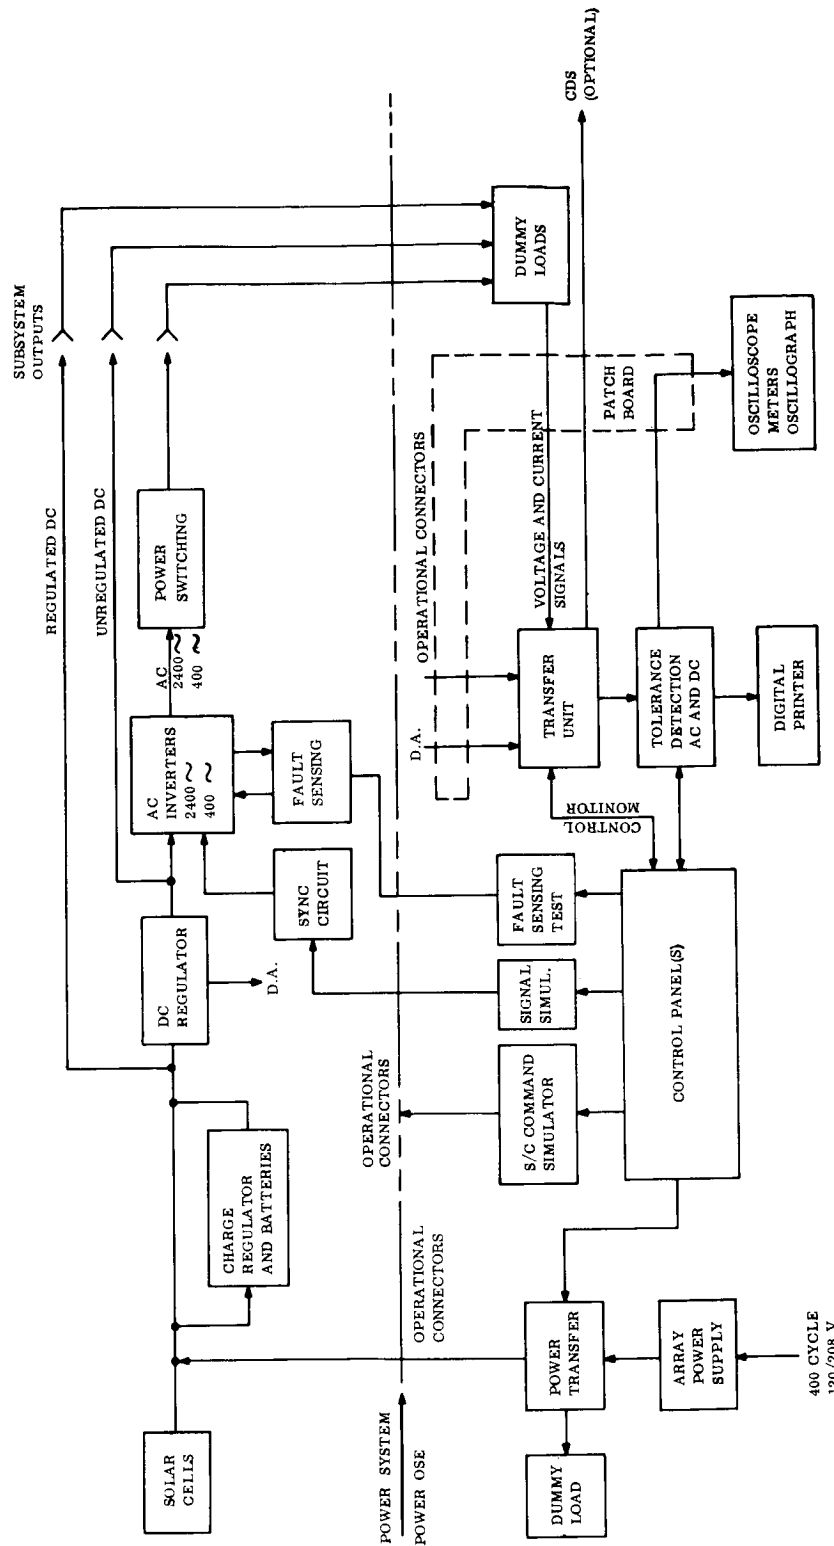 SUBSYSTEM
OUTPUTS
REGULATED DC
UNREGULATED DC
SOLAR
CELLS
CHARGE
REGULATOR
AND BATTERIES
DC
REGULATOR
D.A.
AC
INVERTERS
2400 ~
400 ~
AC
2400 ~
400 ~
POWER
SWITCHING
SYNC
CIRCUIT
FAULT
SENSING
POWER SYSTEM
POWER OSE
OPERATIONAL
CONNECTORS
OPERATIONAL
CONNECTORS
D.A.
OPERATIONAL CONNECTORS
VOLTAGE AND CURRENT
SIGNALS
PATCH
BOARD
DUMMY
LOADS
CDS
(OPTIONAL)
DUMMY
LOAD
POWER
TRANSFER
S/C COMMAND
SIMULATOR
SIGNAL
SIMUL.
FAULT
SENSING
TEST
CONTROL
MONITOR
TRANSFER
UNIT
ARRAY
POWER
SUPPLY
CONTROL PANEL(S)
TOLERANCE
DETECTION
AC AND DC
DIGITAL
PRINTER
OSCILLOSCOPE
METERS
OSCILLOGRAPH
400 CYCLE